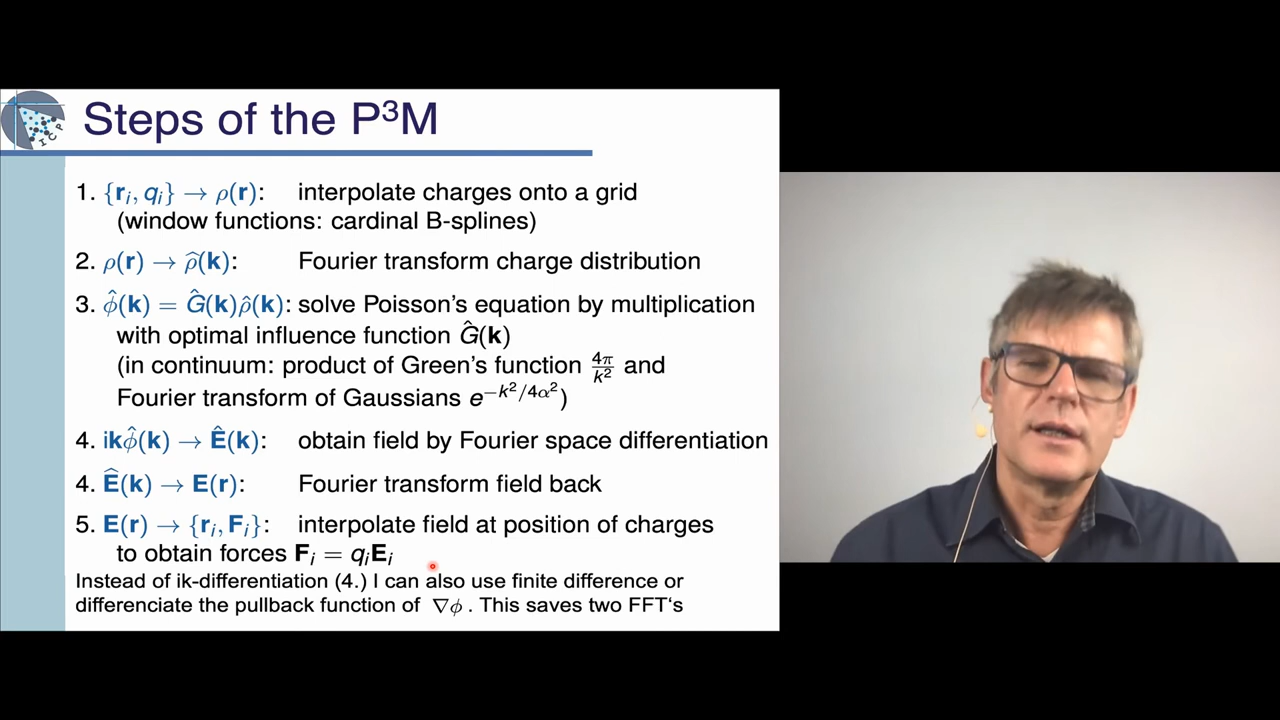 Steps of the P³M
ICP
1. {rᵢ, qᵢ} → ρ(r): interpolate charges onto a grid
(window functions: cardinal B-splines)
2. ρ(r) → ρ̂(k): Fourier transform charge distribution
3. φ̂(k) = Ĝ(k)ρ̂(k): solve Poisson's equation by multiplication
with optimal influence function Ĝ(k)
(in continuum: product of Green's function 4π/k² and
Fourier transform of Gaussians e^{−k²/4α²})
4. ikφ̂(k) → Ê(k): obtain field by Fourier space differentiation
4. Ê(k) → E(r): Fourier transform field back
5. E(r) → {rᵢ, Fᵢ}: interpolate field at position of charges
to obtain forces Fᵢ = qᵢEᵢ
Instead of ik-differentiation (4.) I can also use finite difference or
differenciate the pullback function of ∇φ . This saves two FFT‘s